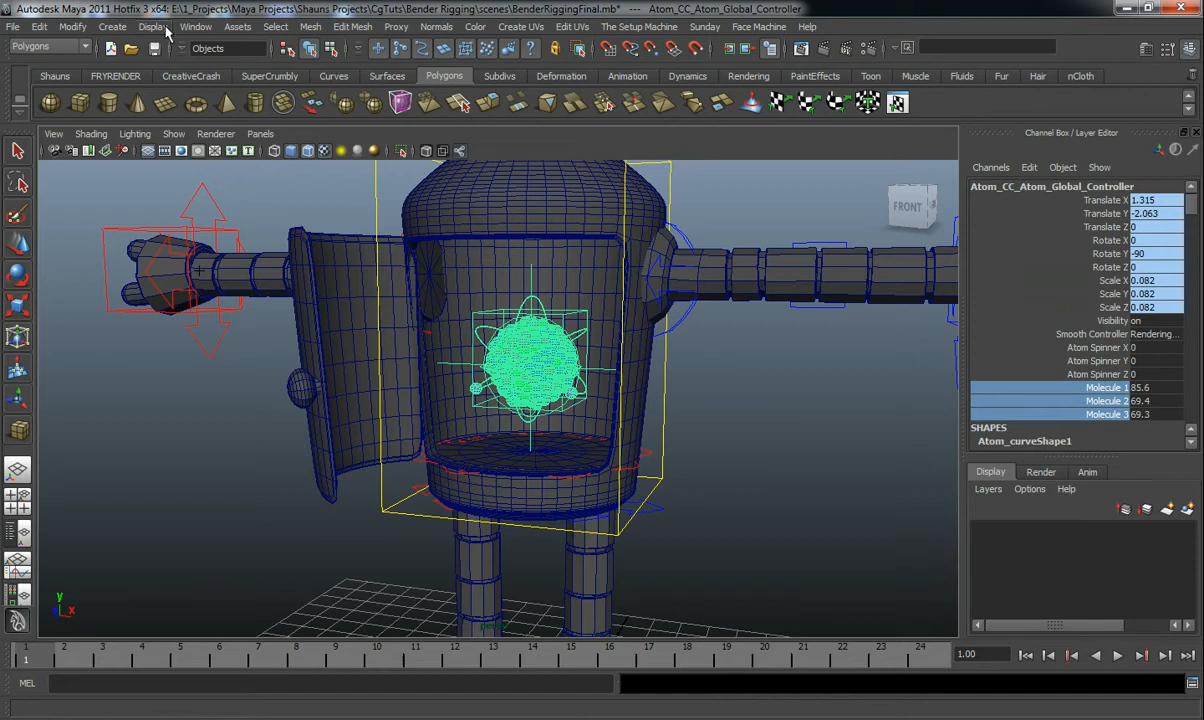 Autodesk Maya 2011 Hotfix 3 x64: E:\1_Projects\Maya Projects\Shauns Projects\CgTuts\Bender Rigging\scenes\BenderRiggingFinal.mb* --- Atom_CC_Atom_Global_Controller
File Edit Modify Create Display Window Assets Select Mesh Edit Mesh Proxy Normals Color Create UVs Edit UVs The Setup Machine Sunday Face Machine Help
Polygons Objects
Shauns FRYRENDER CreativeCrash SuperCrumbly Curves Surfaces Polygons Subdivs Deformation Animation Dynamics Rendering PaintEffects Toon Muscle Fluids Fur Hair nCloth
View Shading Lighting Show Renderer Panels
Channel Box / Layer Editor
Channels Edit Object Show
Atom_CC_Atom_Global_Controller
Translate X 1.315
Translate Y -2.063
Translate Z 0
Rotate X 0
Rotate Y -90
Rotate Z 0
Scale X 0.082
Scale Y 0.082
Scale Z 0.082
Visibility on
Smooth Controller Rendering...
Atom Spinner X 0
Atom Spinner Y 0
Atom Spinner Z 0
Molecule 1 85.6
Molecule 2 69.4
Molecule 3 69.3
SHAPES
Atom_curveShape1
Display Render Anim
Layers Options Help
FRONT
y
x
persp
1 2 3 4 5 6 7 8 9 10 11 12 13 14 15 16 17 18 19 20 21 22 23 24
1 1.00
MEL